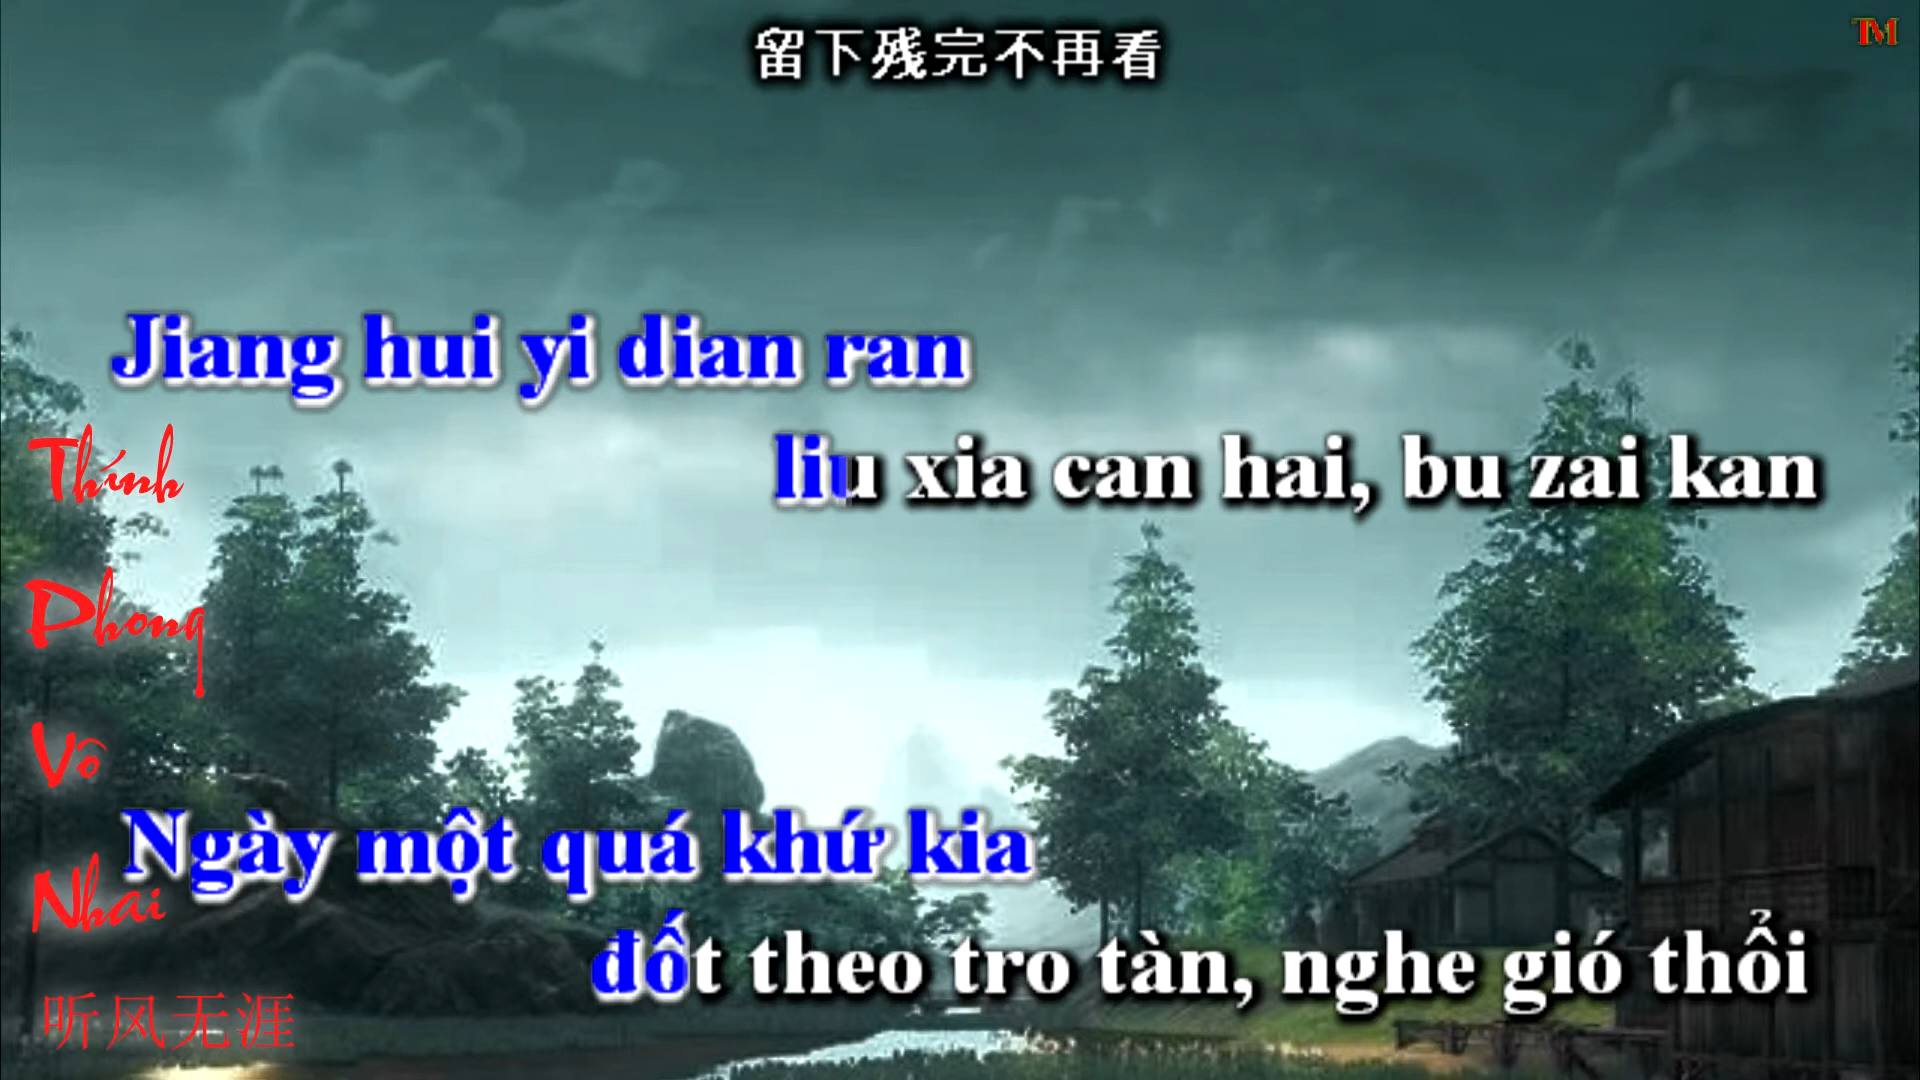 留下残完不再看
TM
Jiang hui yi dian ran
liu xia can hai, bu zai kan
Thính
Phong
Vô
Nhai
听风无涯
Ngày một quá khứ kia
đốt theo tro tàn, nghe gió thổi